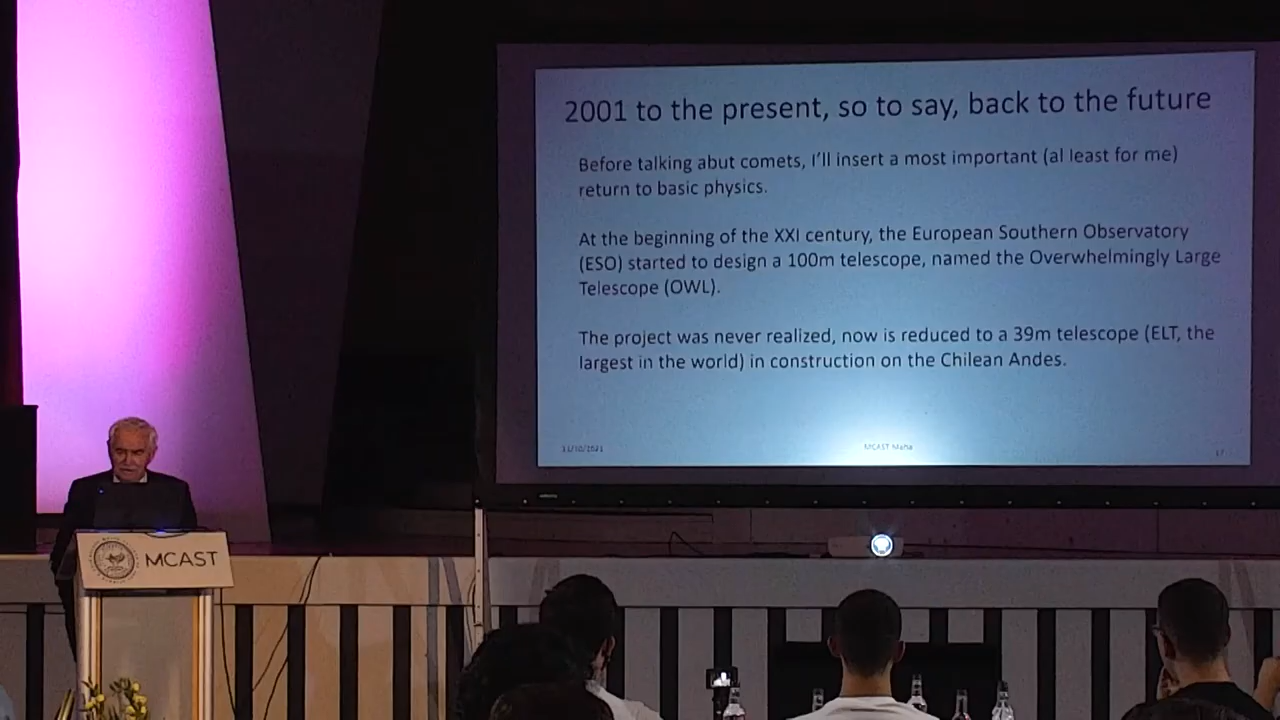 2001 to the present, so to say, back to the future
Before talking abut comets, I'll insert a most important (al least for me)
return to basic physics.
At the beginning of the XXI century, the European Southern Observatory
(ESO) started to design a 100m telescope, named the Overwhelmingly Large
Telescope (OWL).
The project was never realized, now is reduced to a 39m telescope (ELT, the
largest in the world) in construction on the Chilean Andes.
MCAST Malta
17
MCAST